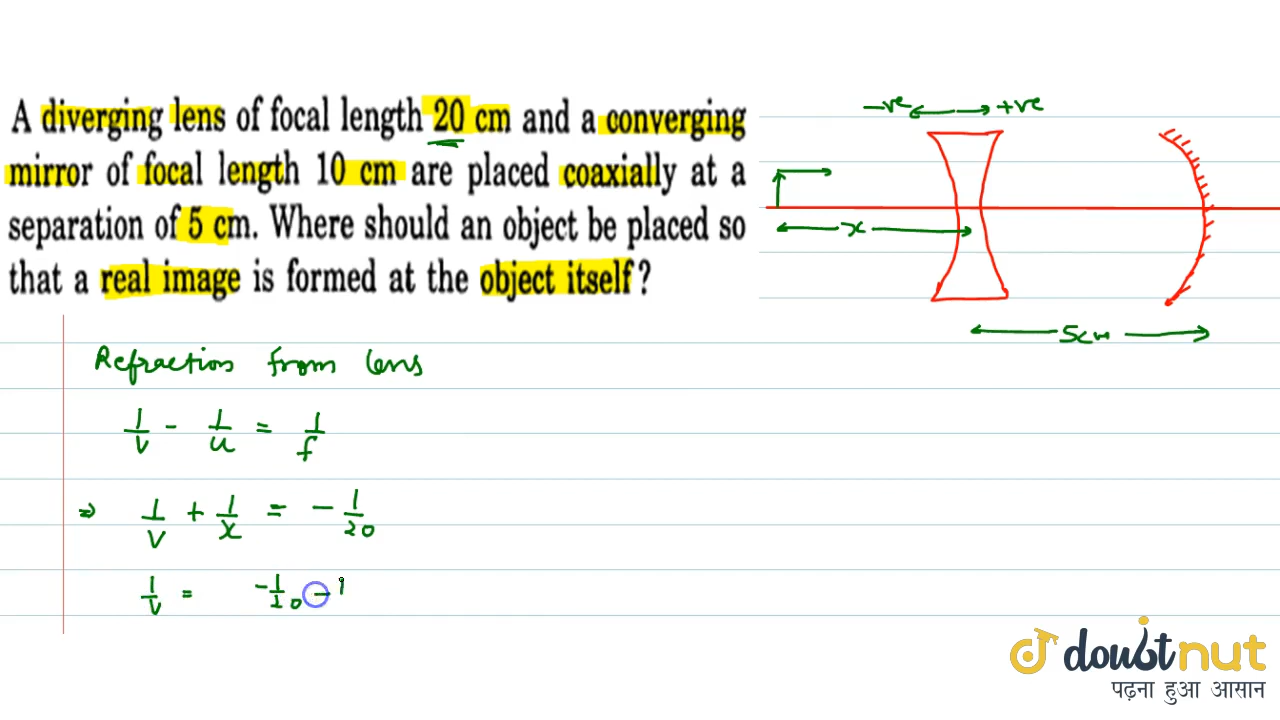 A diverging lens of focal length 20 cm and a converging
mirror of focal length 10 cm are placed coaxially at a
separation of 5 cm. Where should an object be placed so
that a real image is formed at the object itself?
-ve +ve
x
5cm
Refraction from lens
1/v - 1/u = 1/f
⇒ 1/v + 1/x = - 1/20
1/v = -1/20 - 1
doubtnut
पढ़ना हुआ आसान